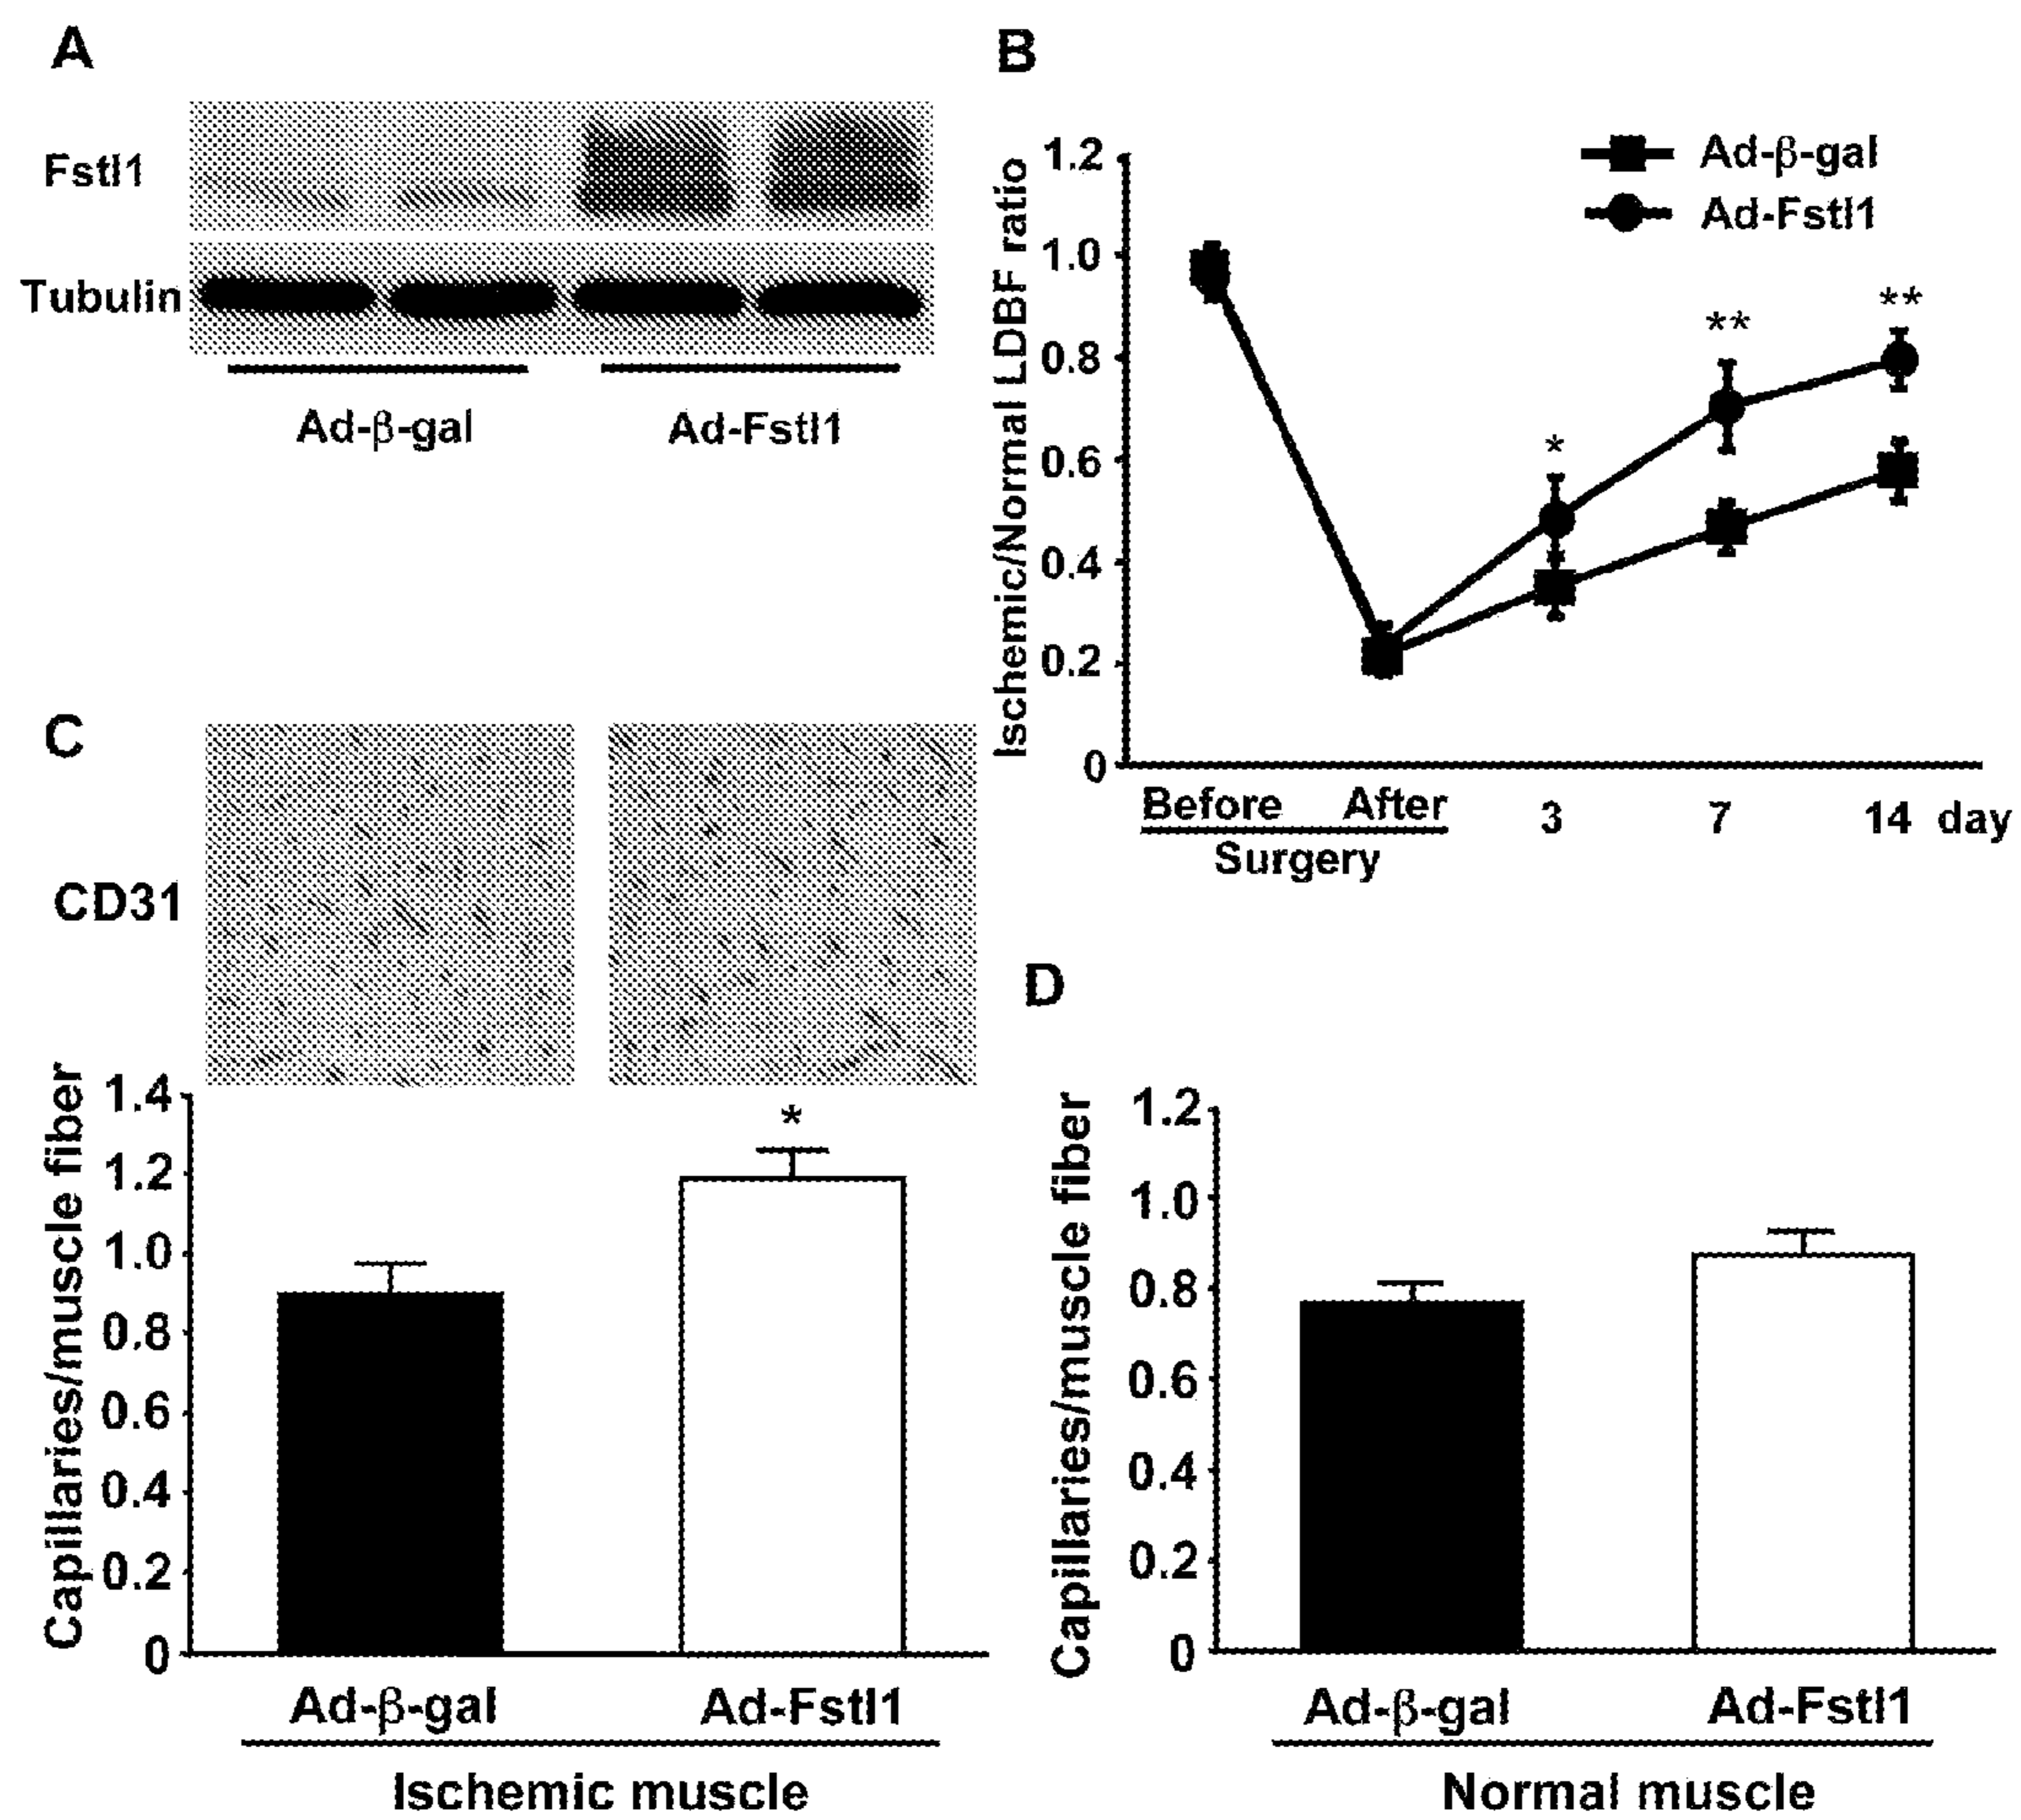 A
Fstl1
Tubulin
Ad-β-gal
Ad-Fstl1
B
Ischemic/Normal LDBF ratio
1.2
1.0
0.8
0.6
0.4
0.2
0
Ad-β-gal
Ad-Fstl1
*
**
**
Before After 3 7 14 day
Surgery
C
CD31
Capillaries/muscle fiber
1.4
1.2
1.0
0.8
0.6
0.4
0.2
0
*
Ad-β-gal Ad-Fstl1
Ischemic muscle
D
Capillaries/muscle fiber
1.2
1.0
0.8
0.6
0.4
0.2
0
Ad-β-gal Ad-Fstl1
Normal muscle